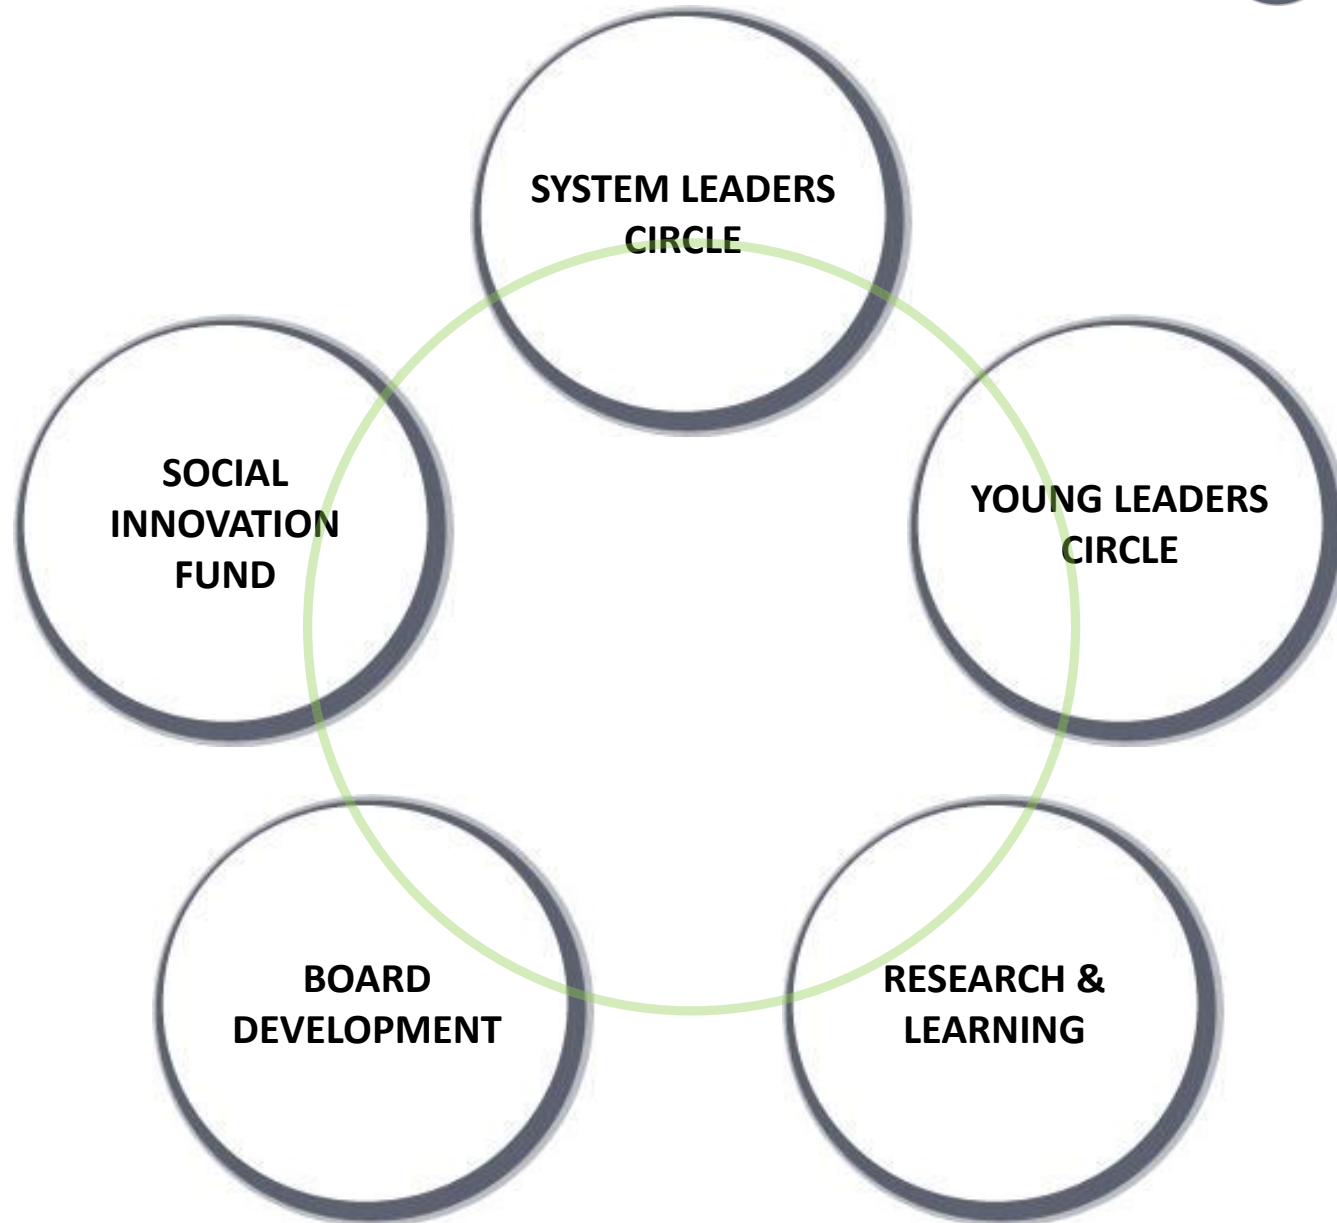 SYSTEM LEADERS
CIRCLE
SOCIAL
INNOVATION
FUND
YOUNG LEADERS
CIRCLE
BOARD
DEVELOPMENT
RESEARCH &
LEARNING